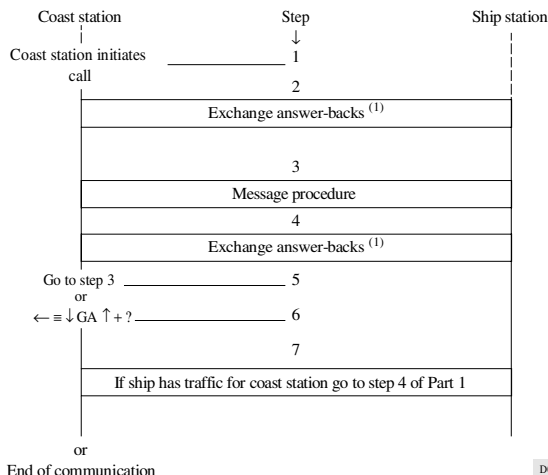 Coast station Step Ship station
↓
Coast station initiates call 1
2
Exchange answer-backs (1)
3
Message procedure
4
Exchange answer-backs (1)
Go to step 3 5
or
← ≡ ↓ GA ↑ + ? 6
7
If ship has traffic for coast station go to step 4 of Part 1
or
End of communication